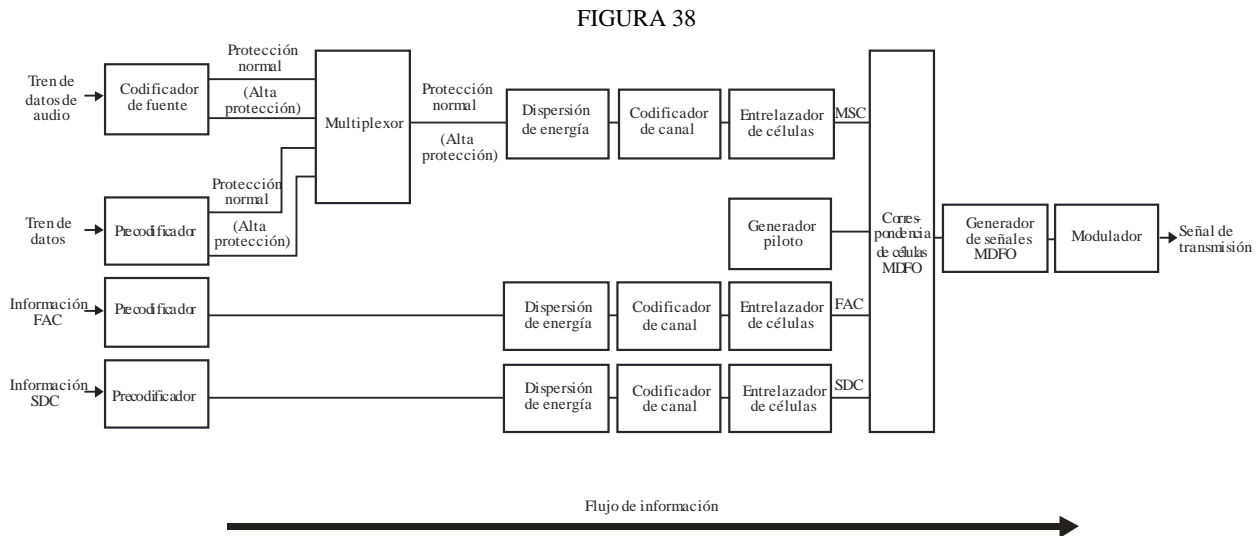 FIGURA 38
Tren de
datos de
audio
Codificador
de fuente
Protección
normal
(Alta
protección)
Multiplexor
Protección
normal
(Alta
protección)
Dispersión
de energía
Codificador
de canal
Entrelazador
de células
MSC
Tren de
datos
Precodificador
Protección
normal
(Alta
protección)
Generador
piloto
Corres-
pondencia
de células
MDFO
Generador
de señales
MDFO
Modulador
Señal de
transmisión
Información
FAC
Precodificador
Dispersión
de energía
Codificador
de canal
Entrelazador
de células
FAC
Información
SDC
Precodificador
Dispersión
de energía
Codificador
de canal
Entrelazador
de células
SDC
Flujo de información